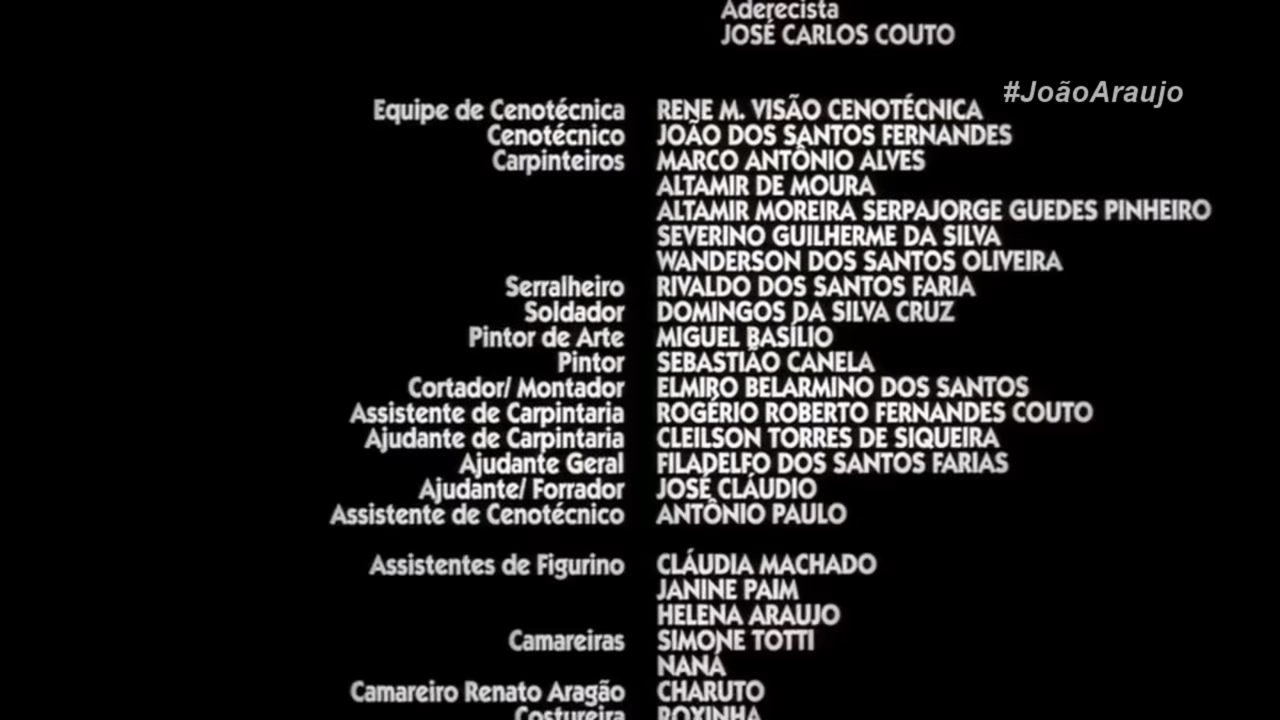 Aderecista
JOSÉ CARLOS COUTO
#JoãoAraujo
Equipe de Cenotécnica RENE M. VISÃO CENOTÉCNICA
Cenotécnico JOÃO DOS SANTOS FERNANDES
Carpinteiros MARCO ANTÔNIO ALVES
ALTAMIR DE MOURA
ALTAMIR MOREIRA SERPAJORGE GUEDES PINHEIRO
SEVERINO GUILHERME DA SILVA
WANDERSON DOS SANTOS OLIVEIRA
Serralheiro RIVALDO DOS SANTOS FARIA
Soldador DOMINGOS DA SILVA CRUZ
Pintor de Arte MIGUEL BASÍLIO
Pintor SEBASTIÃO CANELA
Cortador/ Montador ELMIRO BELARMINO DOS SANTOS
Assistente de Carpintaria ROGÉRIO ROBERTO FERNANDES COUTO
Ajudante de Carpintaria CLEILSON TORRES DE SIQUEIRA
Ajudante Geral FILADELFO DOS SANTOS FARIAS
Ajudante/ Forrador JOSÉ CLÁUDIO
Assistente de Cenotécnico ANTÔNIO PAULO
Assistentes de Figurino CLÁUDIA MACHADO
JANINE PAIM
HELENA ARAUJO
Camareiras SIMONE TOTTI
NANÁ
Camareiro Renato Aragão CHARUTO
Costureira ROXINHA